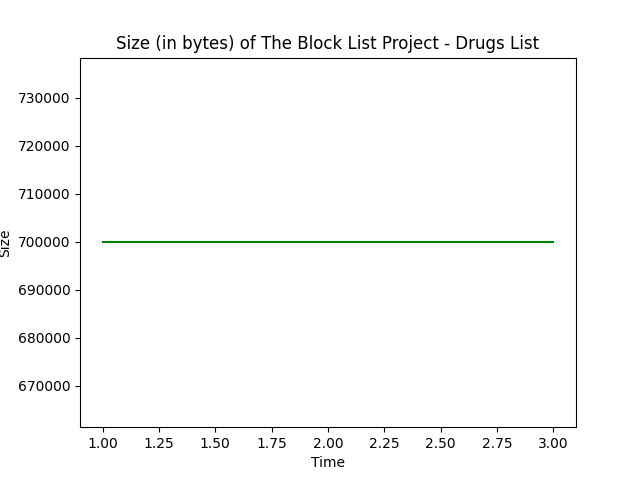 Size (in bytes) of The Block List Project - Drugs List
730000
720000
710000
700000
690000
680000
670000
Size
1.00 1.25 1.50 1.75 2.00 2.25 2.50 2.75 3.00
Time